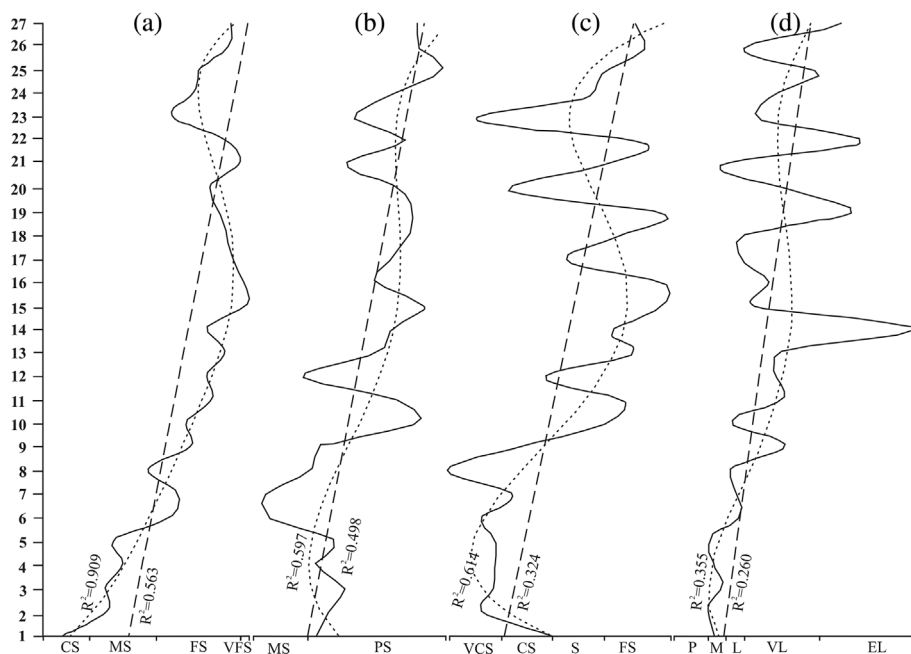 (a) (b) (c) (d)
27
26
25
24
23
22
21
20
19
18
17
16
15
14
13
12
11
10
9
8
7
6
5
4
3
2
1
R²=0.909
R²=0.563
R²=0.597
R²=0.498
R²=0.614
R²=0.324
R²=0.355
R²=0.260
CS MS FS VFS MS PS VCS CS S FS P M L VL EL